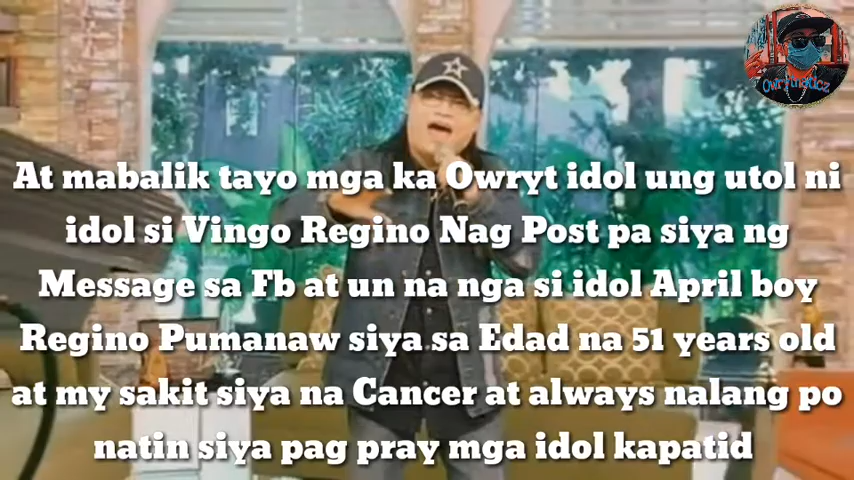 Owrytnaticz
At mabalik tayo mga ka Owryt idol ung utol ni
idol si Vingo Regino Nag Post pa siya ng
Message sa Fb at un na nga si idol April boy
Regino Pumanaw siya sa Edad na 51 years old
at my sakit siya na Cancer at always nalang po
natin siya pag pray mga idol kapatid